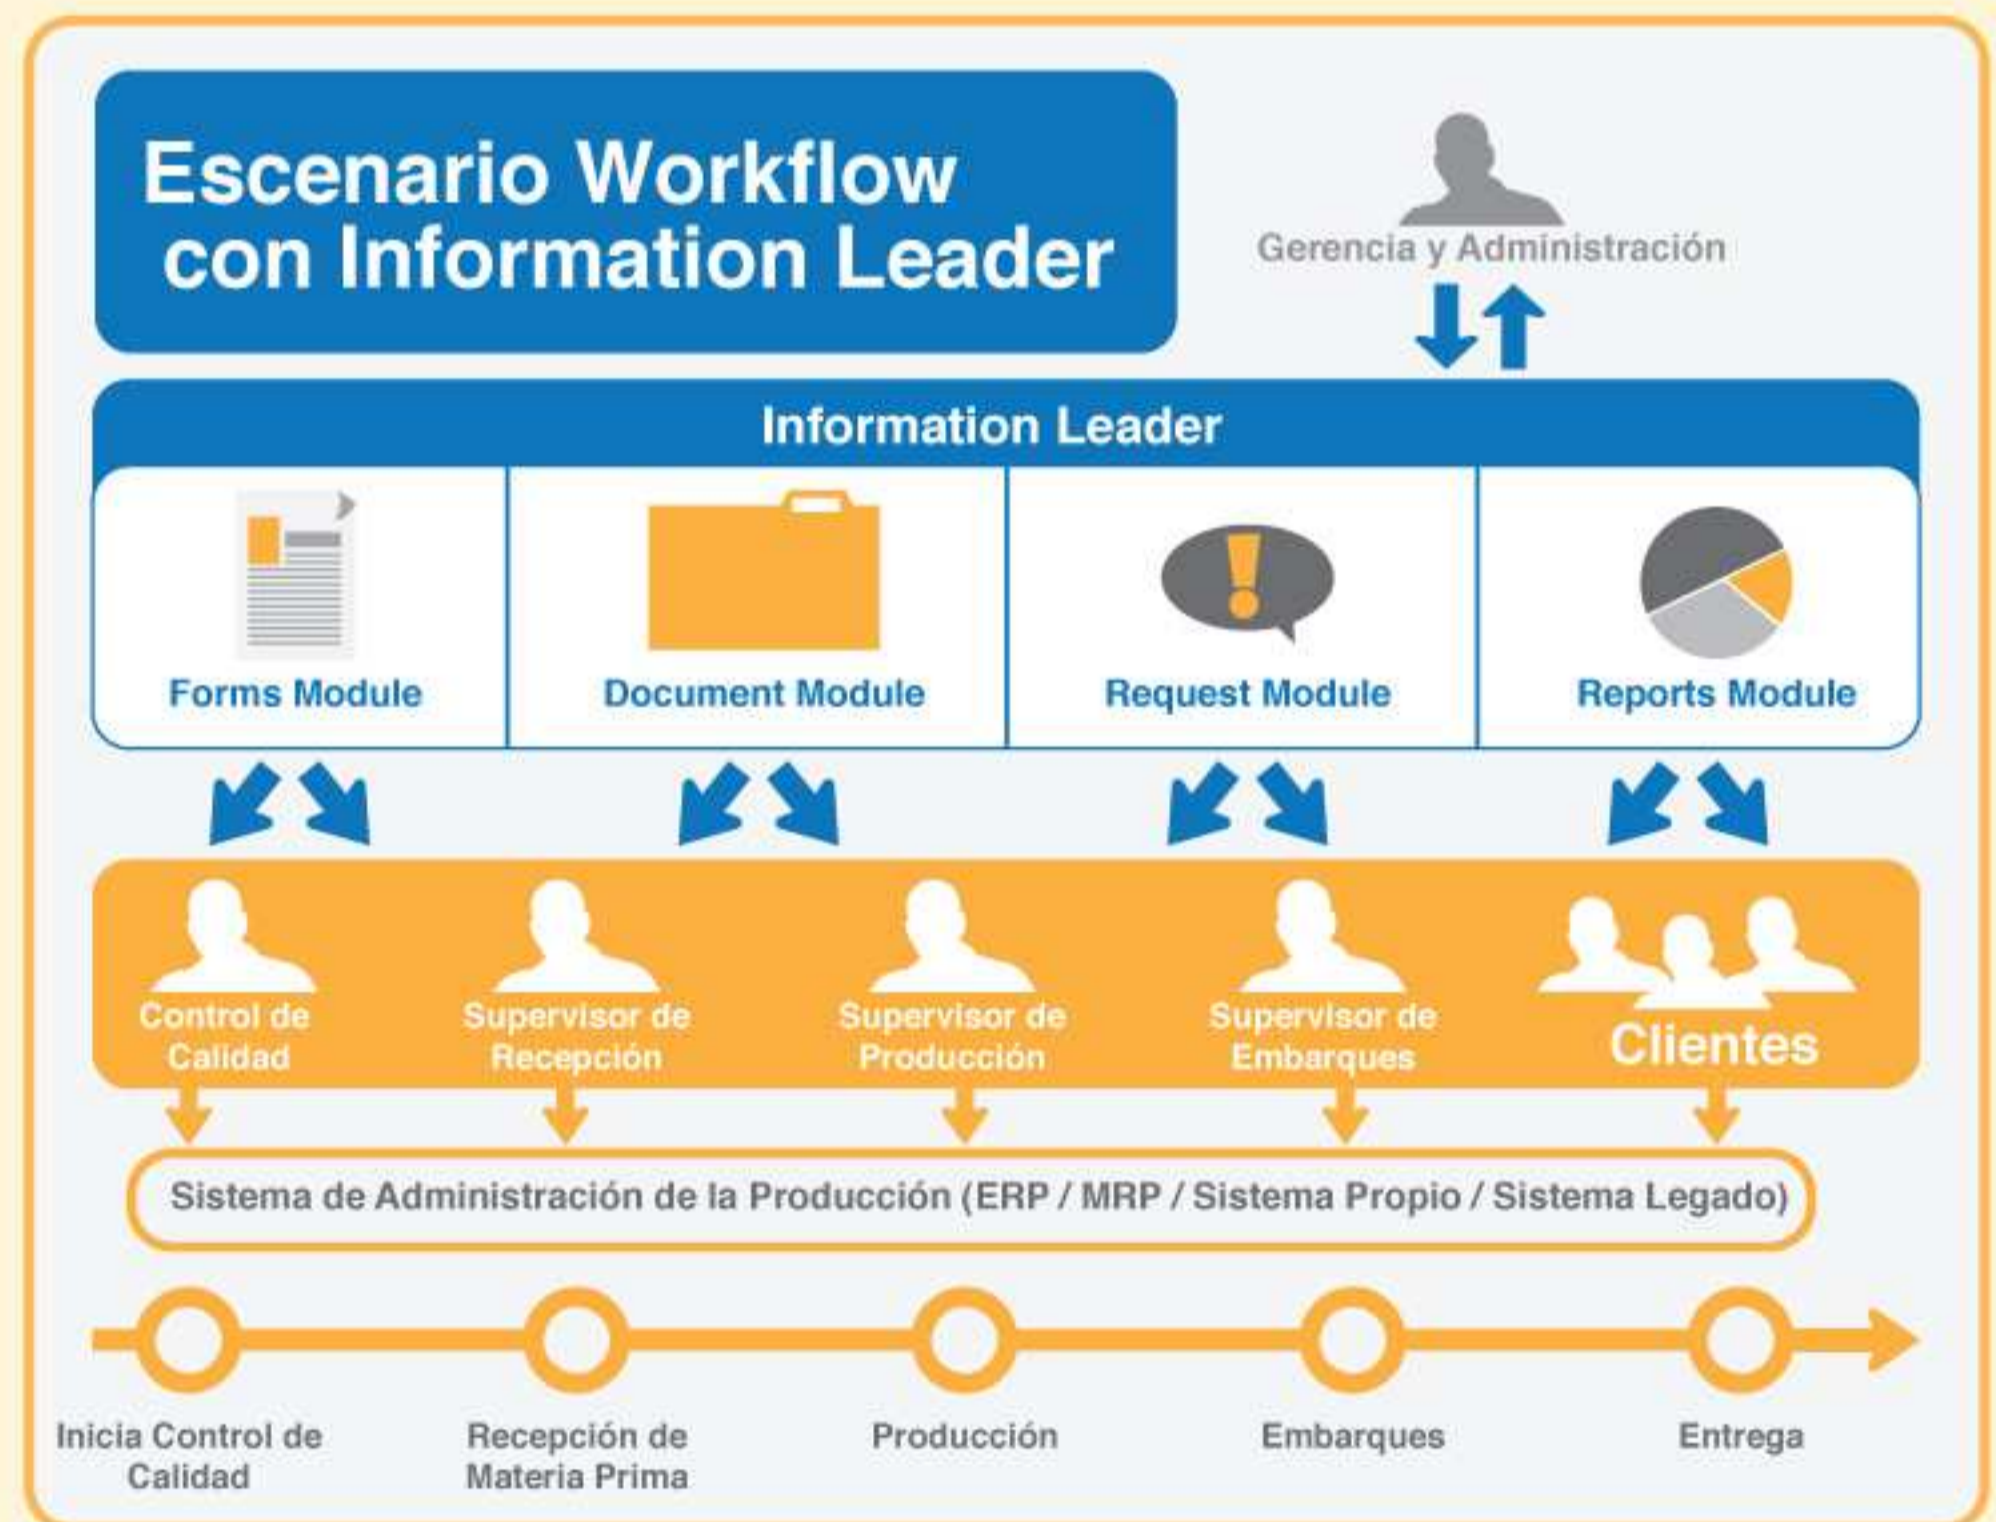 Escenario Workflow
con Information Leader
Gerencia y Administración
Information Leader
Forms Module
Document Module
Request Module
Reports Module
Control de
Calidad
Supervisor de
Recepción
Supervisor de
Producción
Supervisor de
Embarques
Clientes
Sistema de Administración de la Producción (ERP / MRP / Sistema Propio / Sistema Legado)
Inicia Control de
Calidad
Recepción de
Materia Prima
Producción
Embarques
Entrega